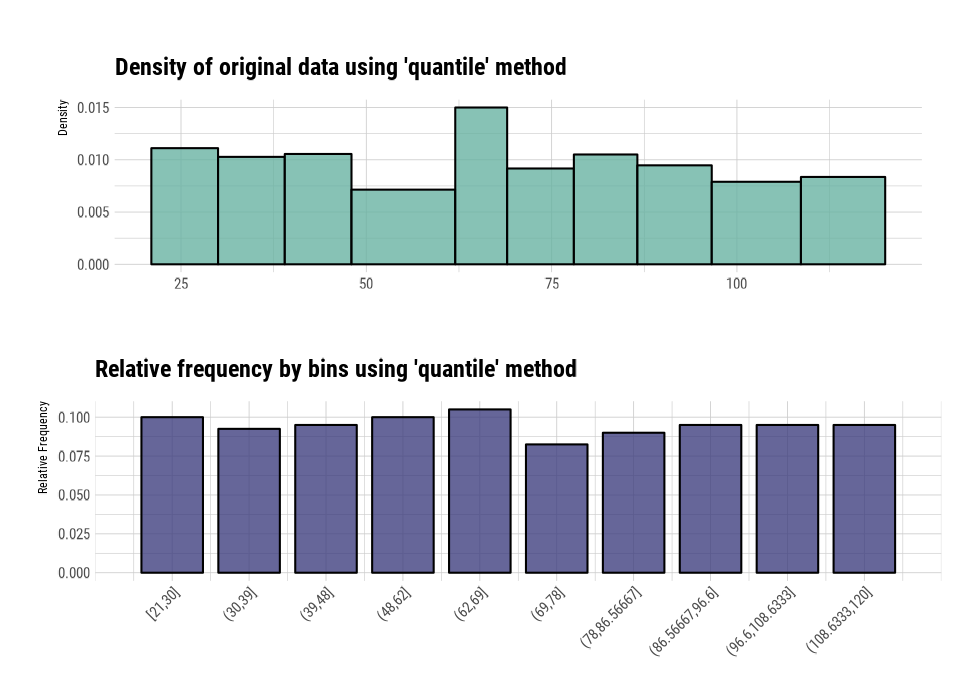 Density of original data using 'quantile' method
Density
0.015
0.010
0.005
0.000
25 50 75 100
Relative frequency by bins using 'quantile' method
Relative Frequency
0.100
0.075
0.050
0.025
0.000
[21,30] (30,39] (39,48] (48,62] (62,69] (69,78] (78,86.56667] (86.56667,96.6] (96.6,108.6333] (108.6333,120]